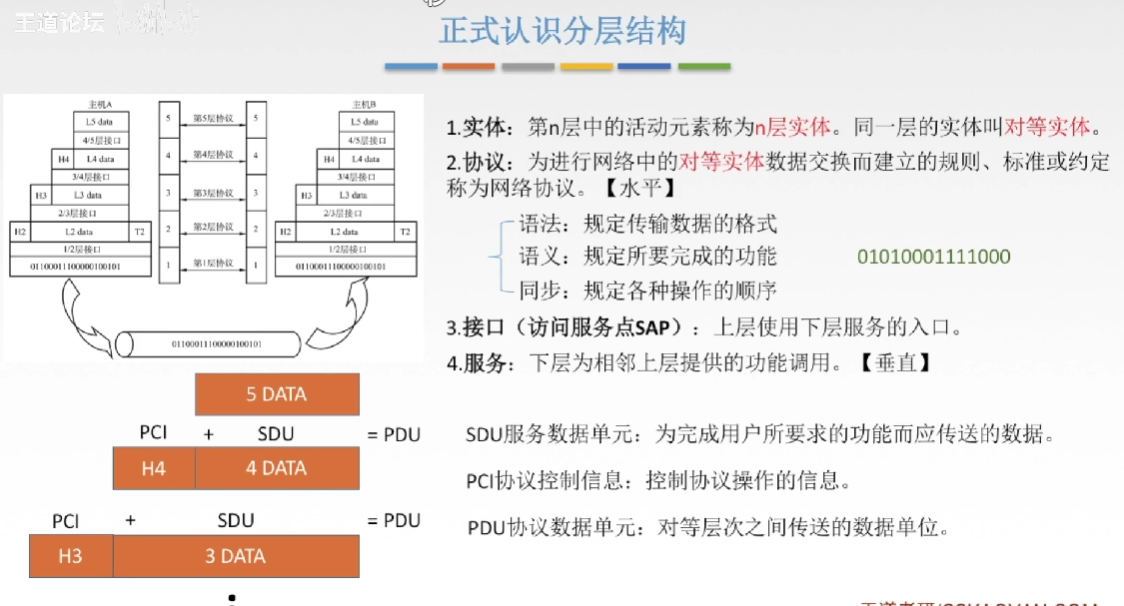 王道论坛
正式认识分层结构
主机A
主机B
L5 data
5
第5层协议
5
L5 data
4/5层接口
4/5层接口
H4 L4 data
4
第4层协议
4
H4 L4 data
3/4层接口
3/4层接口
H3 L3 data
3
第3层协议
3
H3 L3 data
2/3层接口
2/3层接口
H2 L2 data T2
2
第2层协议
2
H2 L2 data T2
1/2层接口
1/2层接口
01100011100000100101
1
第1层协议
1
01100011100000100101
01100011100000100101
1.实体：第n层中的活动元素称为n层实体。同一层的实体叫对等实体。
2.协议：为进行网络中的对等实体数据交换而建立的规则、标准或约定
称为网络协议。【水平】
语法：规定传输数据的格式
语义：规定所要完成的功能
01010001111000
同步：规定各种操作的顺序
3.接口（访问服务点SAP）：上层使用下层服务的入口。
4.服务：下层为相邻上层提供的功能调用。【垂直】
5 DATA
PCI + SDU = PDU
H4 4 DATA
PCI + SDU = PDU
H3 3 DATA
SDU服务数据单元：为完成用户所要求的功能而应传送的数据。
PCI协议控制信息：控制协议操作的信息。
PDU协议数据单元：对等层次之间传送的数据单位。